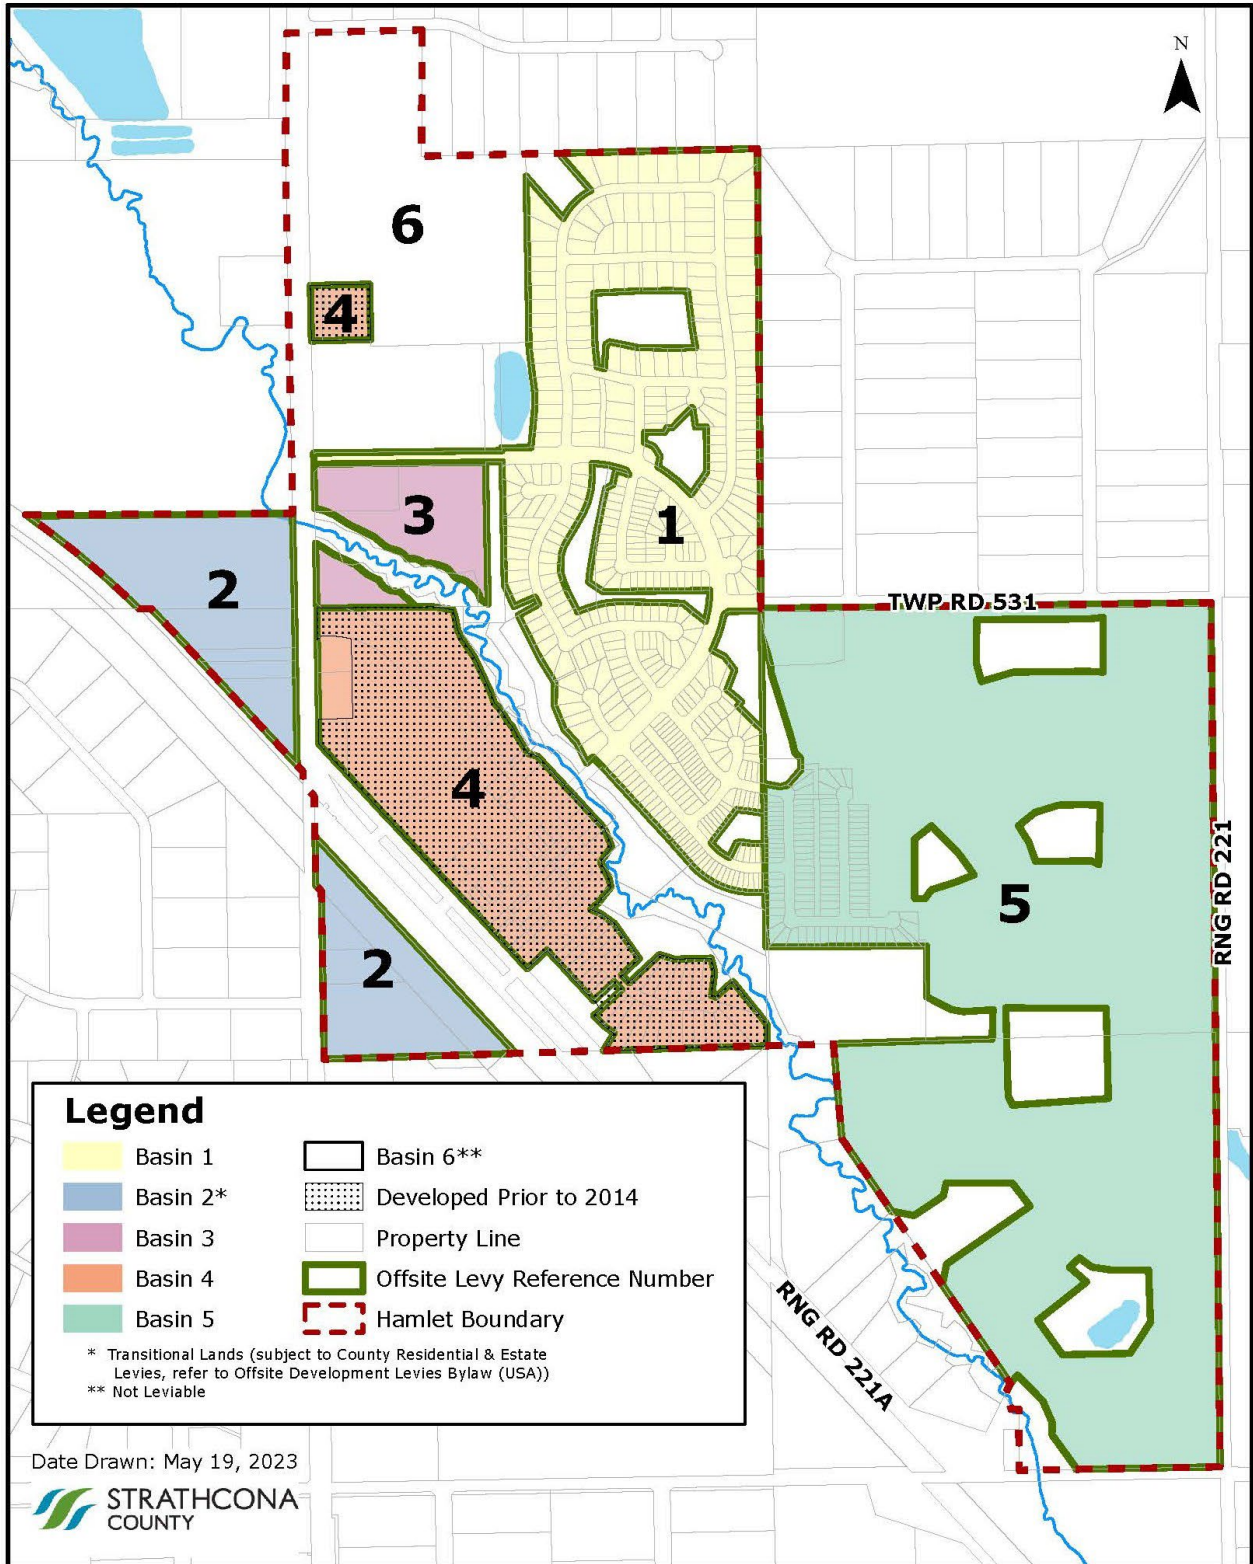 N
6
4
3
1
2
TWP RD 531
4
5
RNG RD 221
2
Legend
Basin 1
Basin 2*
Basin 3
Basin 4
Basin 5
Basin 6**
Developed Prior to 2014
Property Line
Offsite Levy Reference Number
Hamlet Boundary
* Transitional Lands (subject to County Residential & Estate
Levies, refer to Offsite Development Levies Bylaw (USA))
** Not Leviable
RNG RD 221A
Date Drawn: May 19, 2023
STRATHCONA
COUNTY